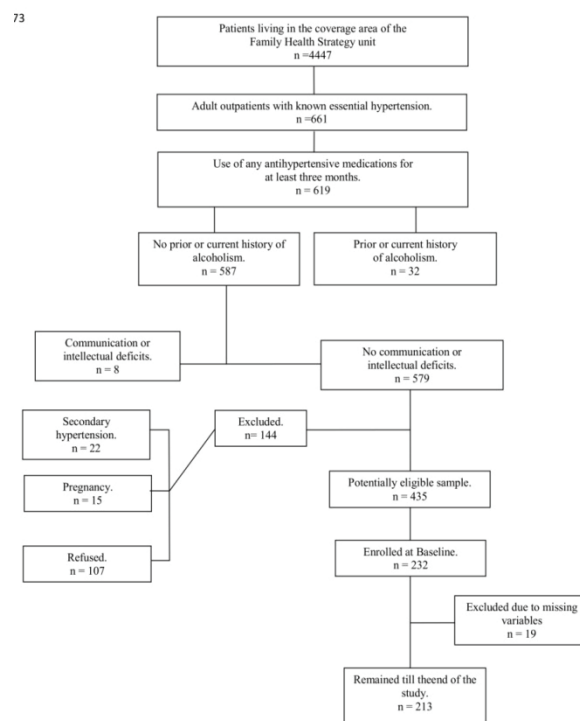 73
Patients living in the coverage area of the
Family Health Strategy unit
n =4447
Adult outpatients with known essential hypertension.
n =661
Use of any antihypertensive medications for
at least three months.
n = 619
No prior or current history of
alcoholism.
n = 587
Prior or current history
of alcoholism.
n = 32
Communication or
intellectual deficits.
n = 8
No communication or
intellectual deficits.
n = 579
Secondary
hypertension.
n = 22
Excluded.
n= 144
Pregnancy.
n = 15
Potentially eligible sample.
n = 435
Refused.
n = 107
Enrolled at Baseline.
n = 232
Excluded due to missing
variables
n = 19
Remained till theend of the
study.
n = 213